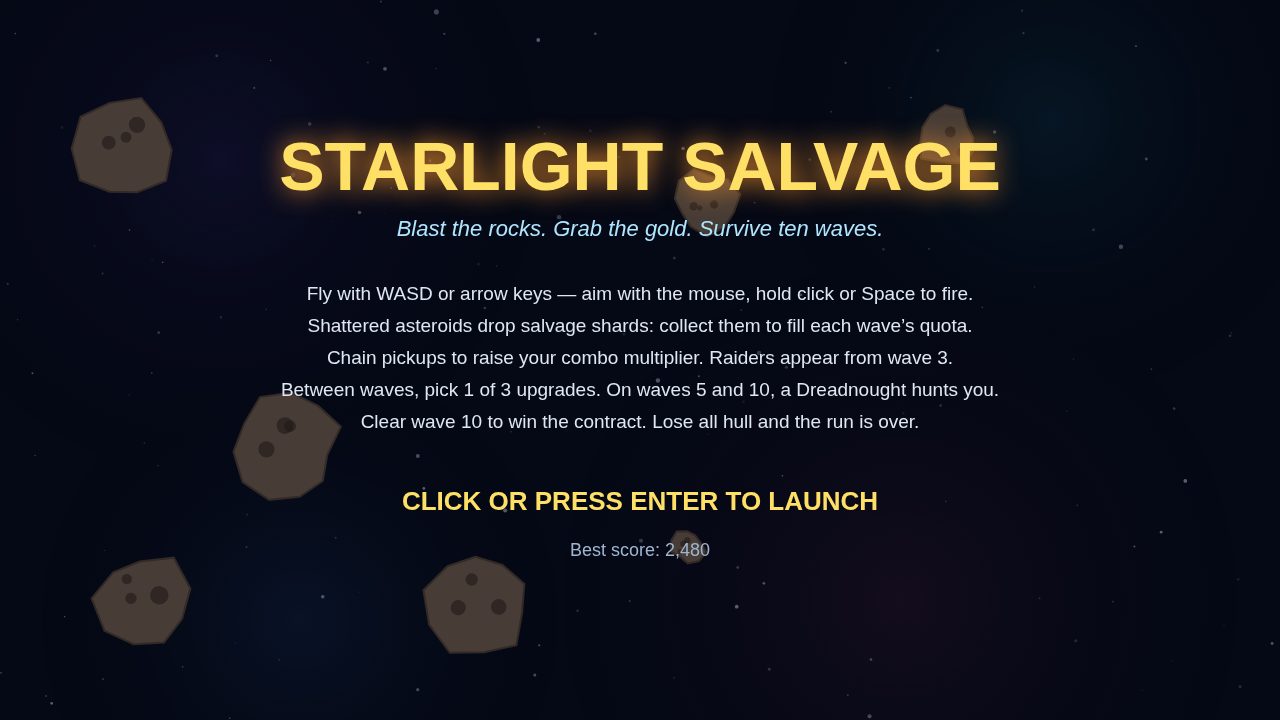 STARLIGHT SALVAGE
Blast the rocks. Grab the gold. Survive ten waves.
Fly with WASD or arrow keys — aim with the mouse, hold click or Space to fire.
Shattered asteroids drop salvage shards: collect them to fill each wave’s quota.
Chain pickups to raise your combo multiplier. Raiders appear from wave 3.
Between waves, pick 1 of 3 upgrades. On waves 5 and 10, a Dreadnought hunts you.
Clear wave 10 to win the contract. Lose all hull and the run is over.
CLICK OR PRESS ENTER TO LAUNCH
Best score: 2,480